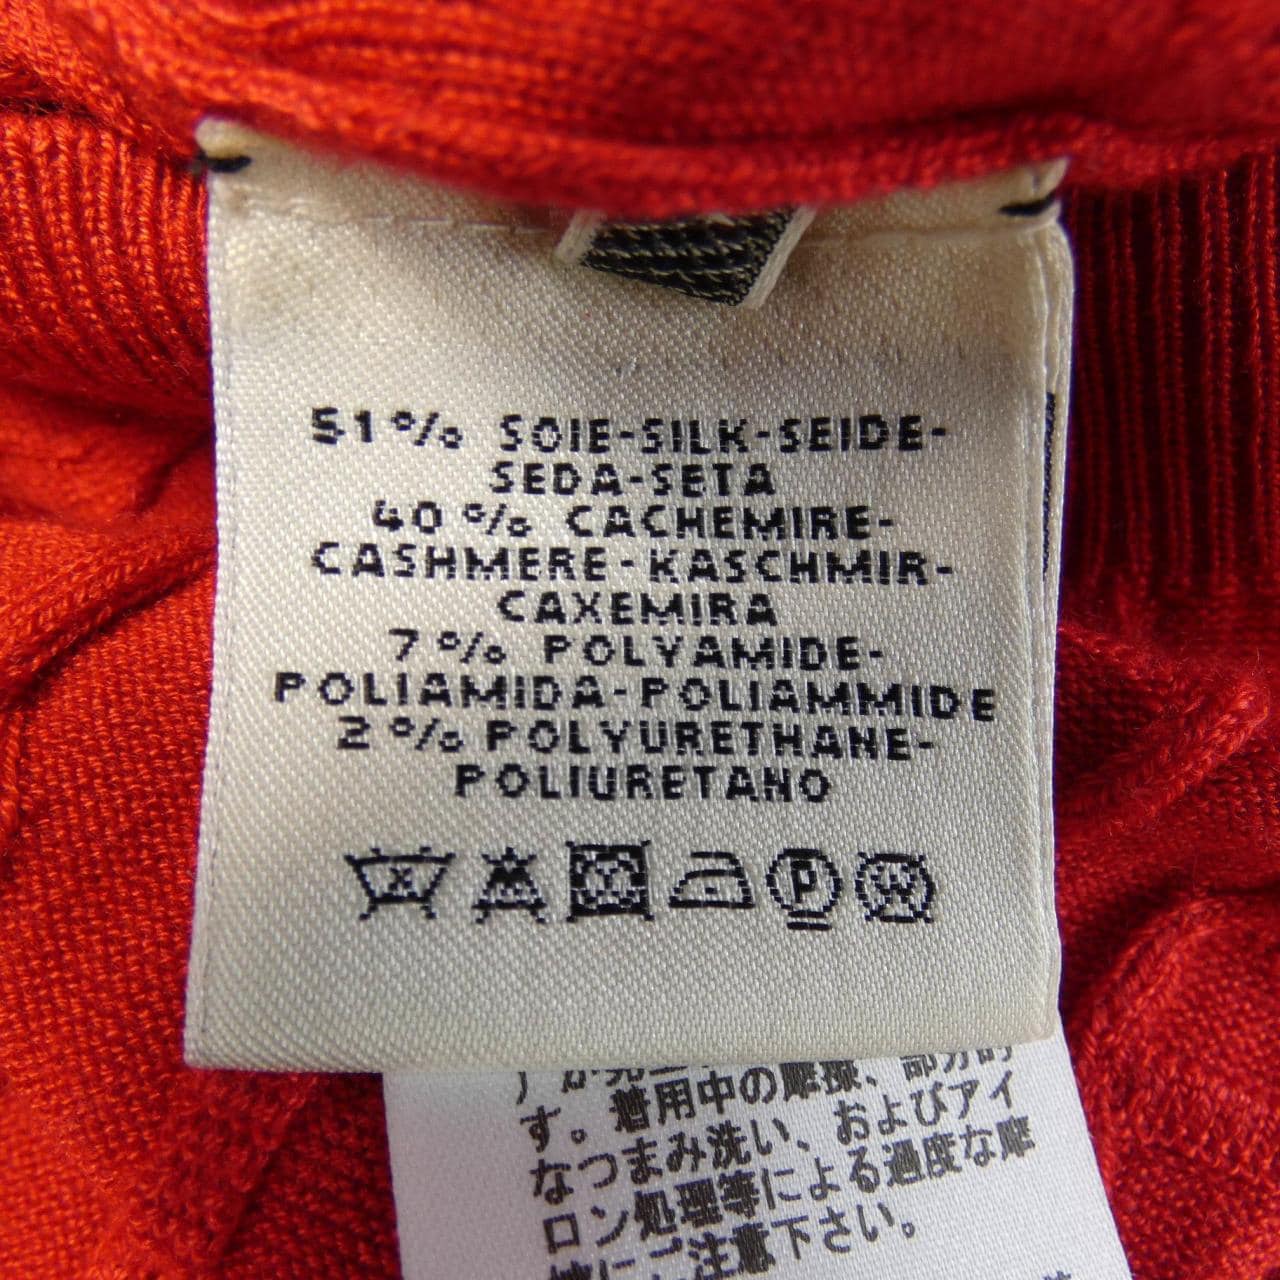 51% SOIE-SILK-SEIDE-
SEDA-SETA
40% CACHEMIRE-
CASHMERE-KASCHMIR-
CAXEMIRA
7% POLYAMIDE-
POLIAMIDA-POLIAMMIDE
2% POLYURETHANE-
POLIURETANO
P W
す。着用中の摩擦、部分的
なつまみ洗い、およびアイ
ロン処理等による過度な摩
にご注意下さい。